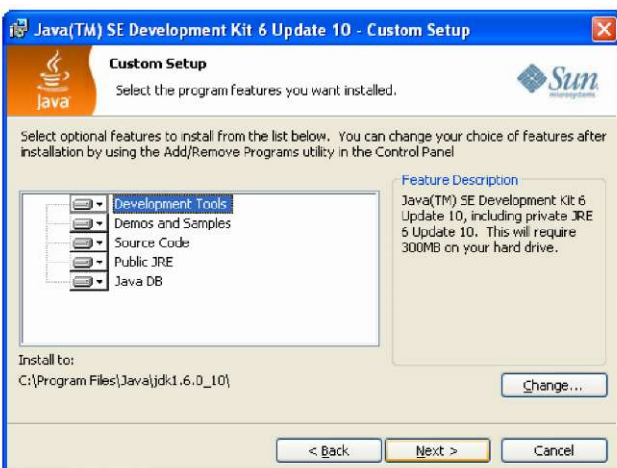 Java(TM) SE Development Kit 6 Update 10 - Custom Setup
Java
Custom Setup
Select the program features you want installed.
Sun
microsystems
Select optional features to install from the list below. You can change your choice of features after
installation by using the Add/Remove Programs utility in the Control Panel
Development Tools
Demos and Samples
Source Code
Public JRE
Java DB
Feature Description
Java(TM) SE Development Kit 6
Update 10, including private JRE
6 Update 10. This will require
300MB on your hard drive.
Install to:
C:\Program Files\Java\jdk1.6.0_10\
Change...
< Back
Next >
Cancel